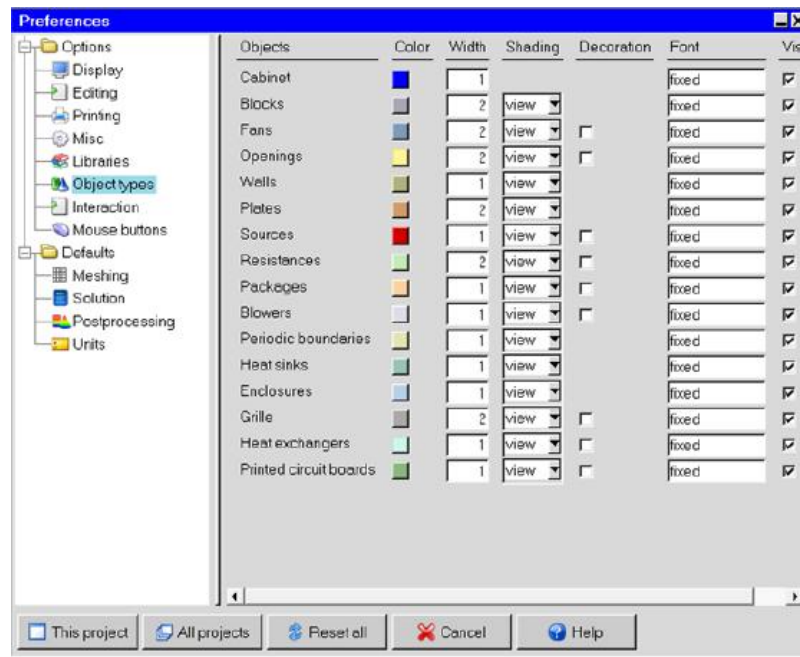 Preferences
Options
Display
Editing
Printing
Misc
Libraries
Object types
Interaction
Mouse buttons
Defaults
Meshing
Solution
Postprocessing
Units
Objects Color Width Shading Decoration Font Vis
Cabinet 1 fixed
Blocks 2 view fixed
Fans 2 view fixed
Openings 2 view fixed
Walls 1 view fixed
Plates 2 view fixed
Sources 1 view fixed
Resistances 2 view fixed
Packages 1 view fixed
Blowers 1 view fixed
Periodic boundaries 1 view fixed
Heat sinks 1 view fixed
Enclosures 1 view fixed
Grille 2 view fixed
Heat exchangers 1 view fixed
Printed circuit boards 1 view fixed
This project All projects Reset all Cancel Help